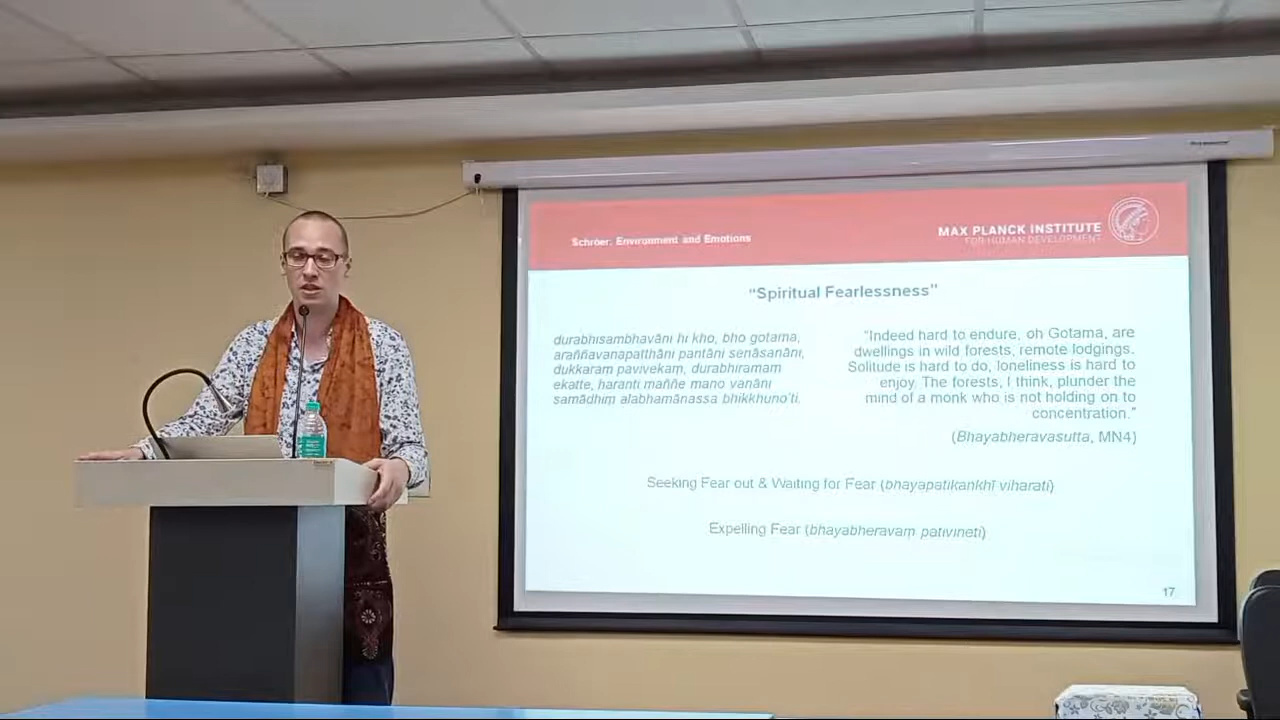 Schröer: Environment and Emotions
MAX PLANCK INSTITUTE
FOR HUMAN DEVELOPMENT
“Spiritual Fearlessness”
durabhisambhavāni hi kho, bho gotama,
araññavanapatthāni pantāni senāsanāni,
dukkaraṃ pavivekaṃ, durabhiramaṃ
ekatte, haranti maññe mano vanāni
samādhiṃ alabhamānassa bhikkhuno’ti.
“Indeed hard to endure, oh Gotama, are
dwellings in wild forests, remote lodgings.
Solitude is hard to do, loneliness is hard to
enjoy. The forests, I think, plunder the
mind of a monk who is not holding on to
concentration.”
(Bhayabheravasutta, MN4)
Seeking Fear out & Waiting for Fear (bhayapaṭikaṅkhī viharati)
Expelling Fear (bhayabheravaṃ paṭivineti)
17